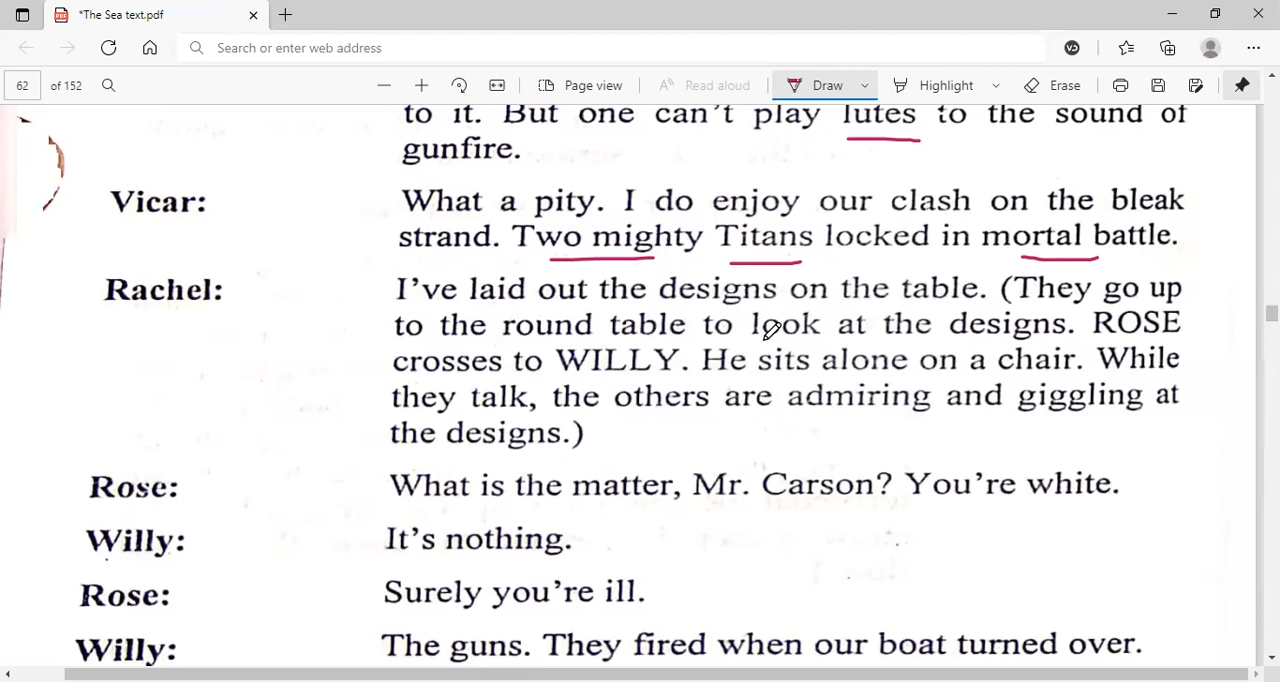 *The Sea text.pdf
Search or enter web address
62 of 152
Page view
Read aloud
Draw
Highlight
Erase
to it. But one can't play lutes to the sound of
gunfire.
Vicar: What a pity. I do enjoy our clash on the bleak
strand. Two mighty Titans locked in mortal battle.
Rachel: I've laid out the designs on the table. (They go up
to the round table to look at the designs. ROSE
crosses to WILLY. He sits alone on a chair. While
they talk, the others are admiring and giggling at
the designs.)
Rose: What is the matter, Mr. Carson? You're white.
Willy: It's nothing.
Rose: Surely you're ill.
Willy: The guns. They fired when our boat turned over.